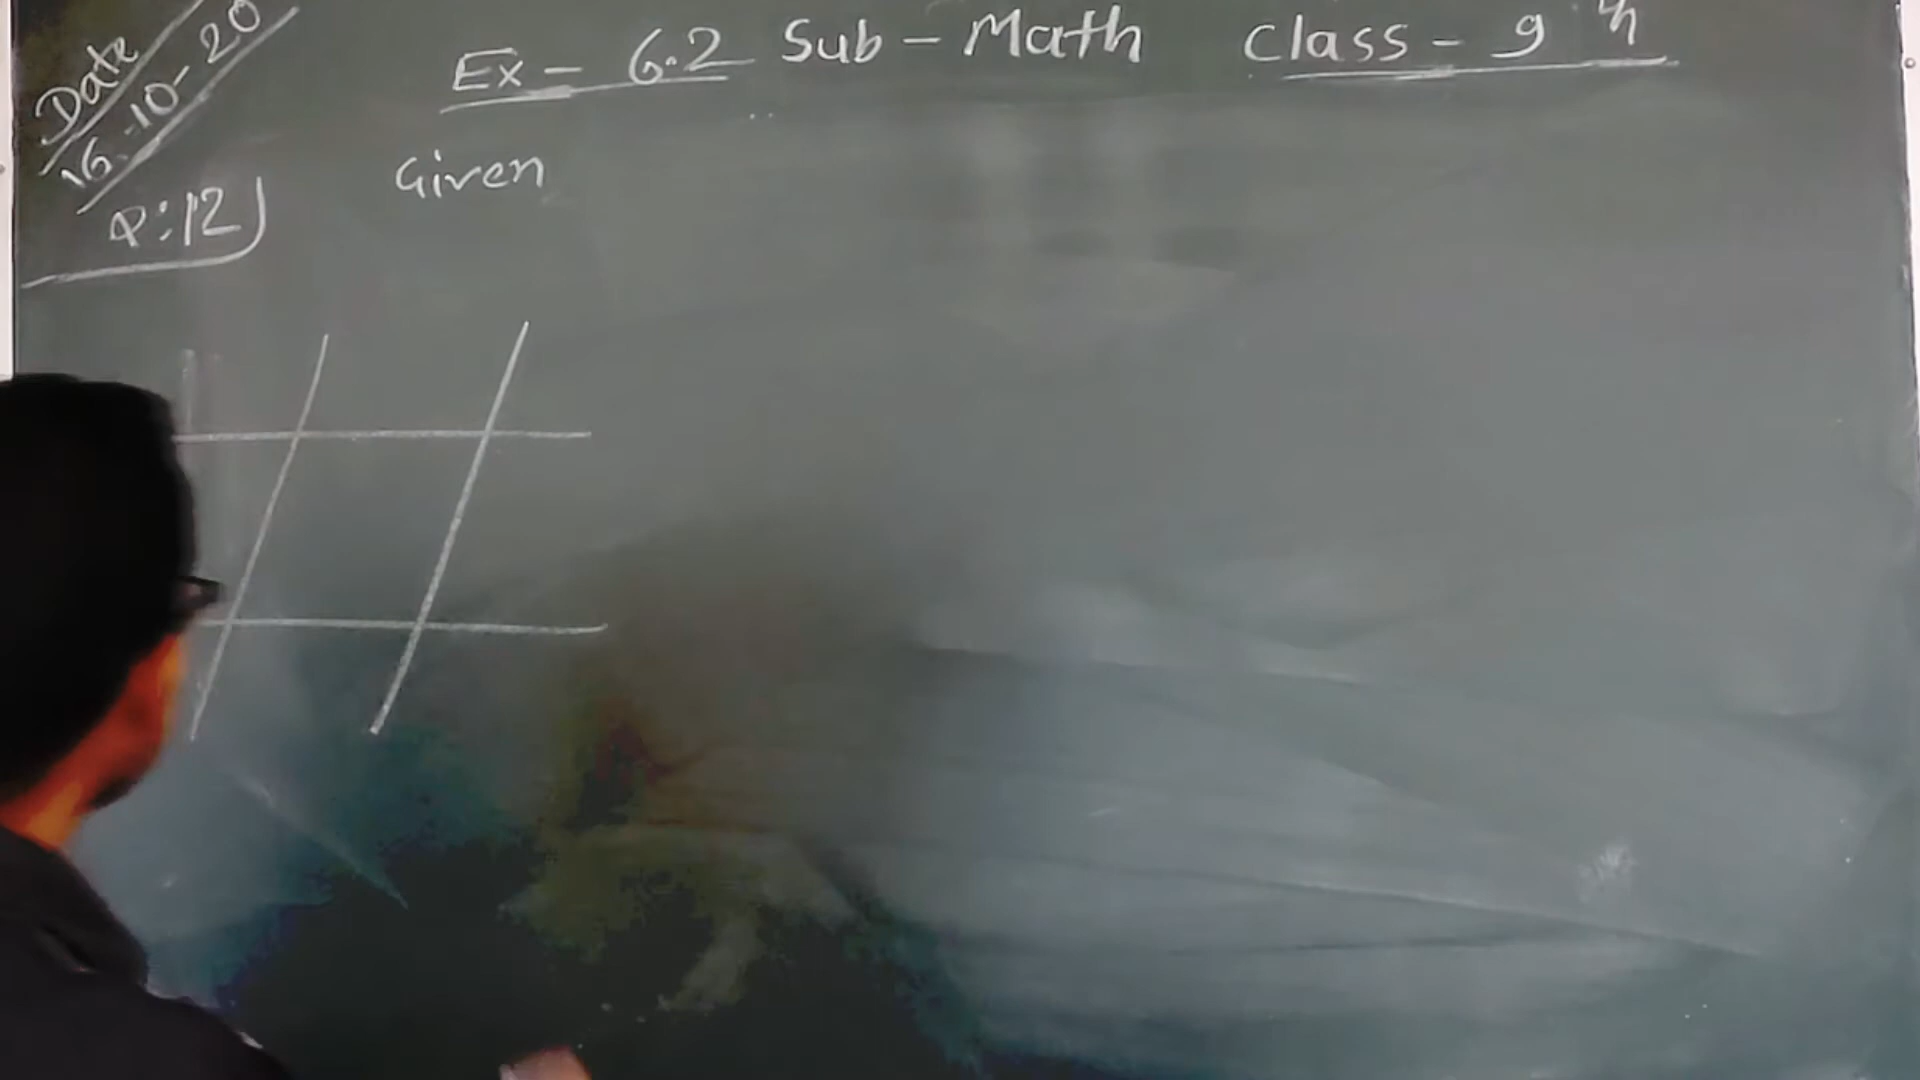 Date
16-10-20
Ex - 6.2 Sub - Math Class - 9th
Q:12)
Given